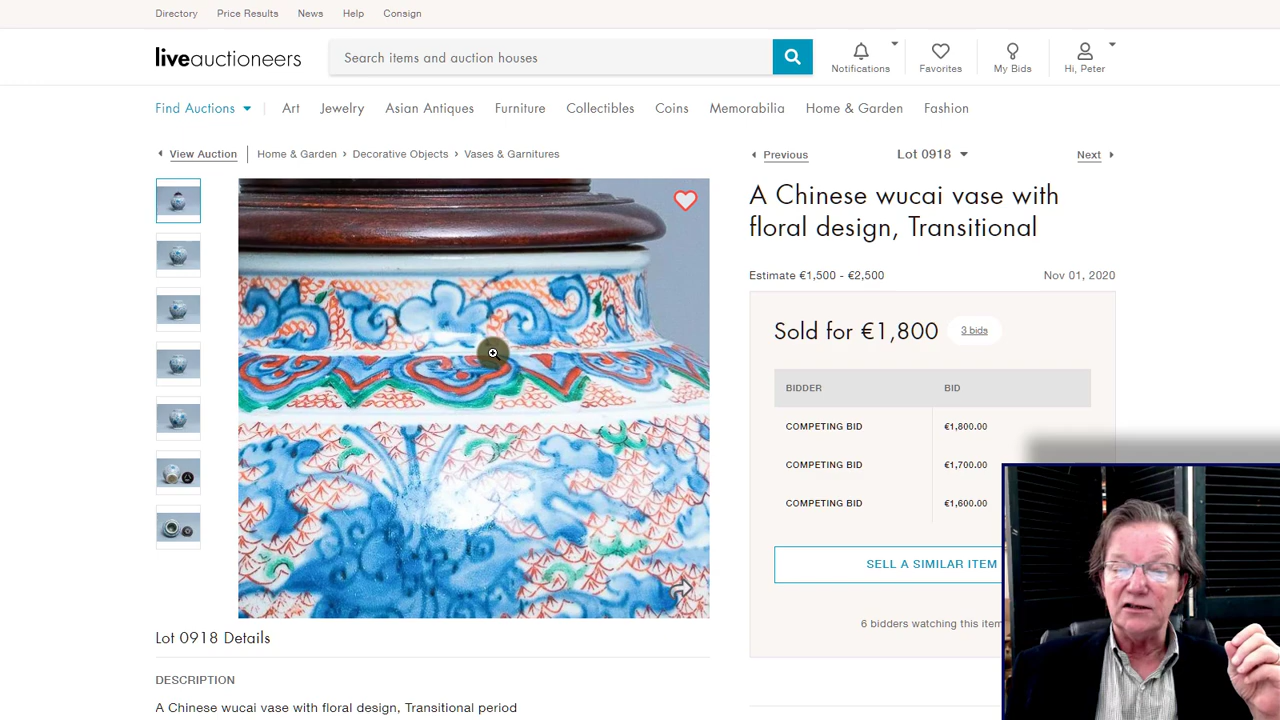 Directory Price Results News Help Consign
liveauctioneers
Search items and auction houses
Notifications Favorites My Bids Hi, Peter
Find Auctions Art Jewelry Asian Antiques Furniture Collectibles Coins Memorabilia Home & Garden Fashion
View Auction Home & Garden › Decorative Objects › Vases & Garnitures
Previous Lot 0918 Next
A Chinese wucai vase with
floral design, Transitional
Estimate €1,500 - €2,500 Nov 01, 2020
Sold for €1,800 3 bids
BIDDER BID
COMPETING BID €1,800.00
COMPETING BID €1,700.00
COMPETING BID €1,600.00
SELL A SIMILAR ITEM
6 bidders watching this item
Lot 0918 Details
DESCRIPTION
A Chinese wucai vase with floral design, Transitional period